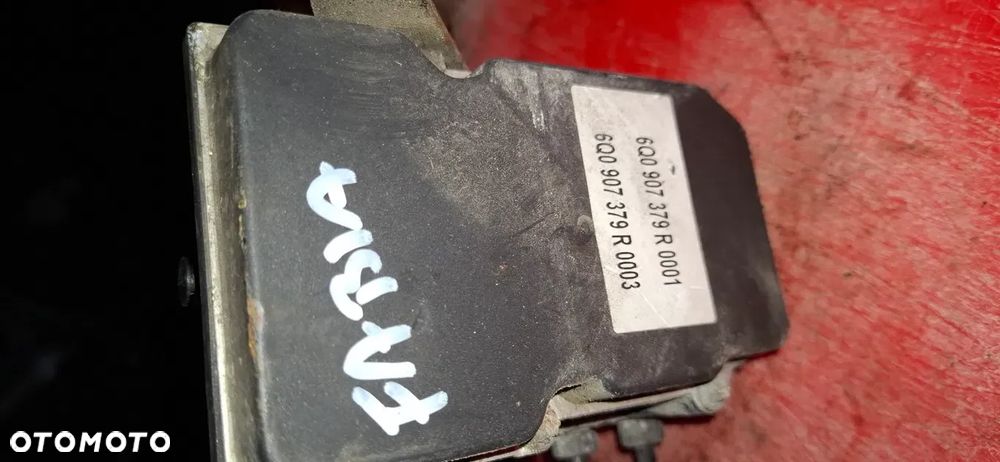 6Q0 907 379 R 0001
6Q0 907 379 R 0003
FABIA
OTOMOTO